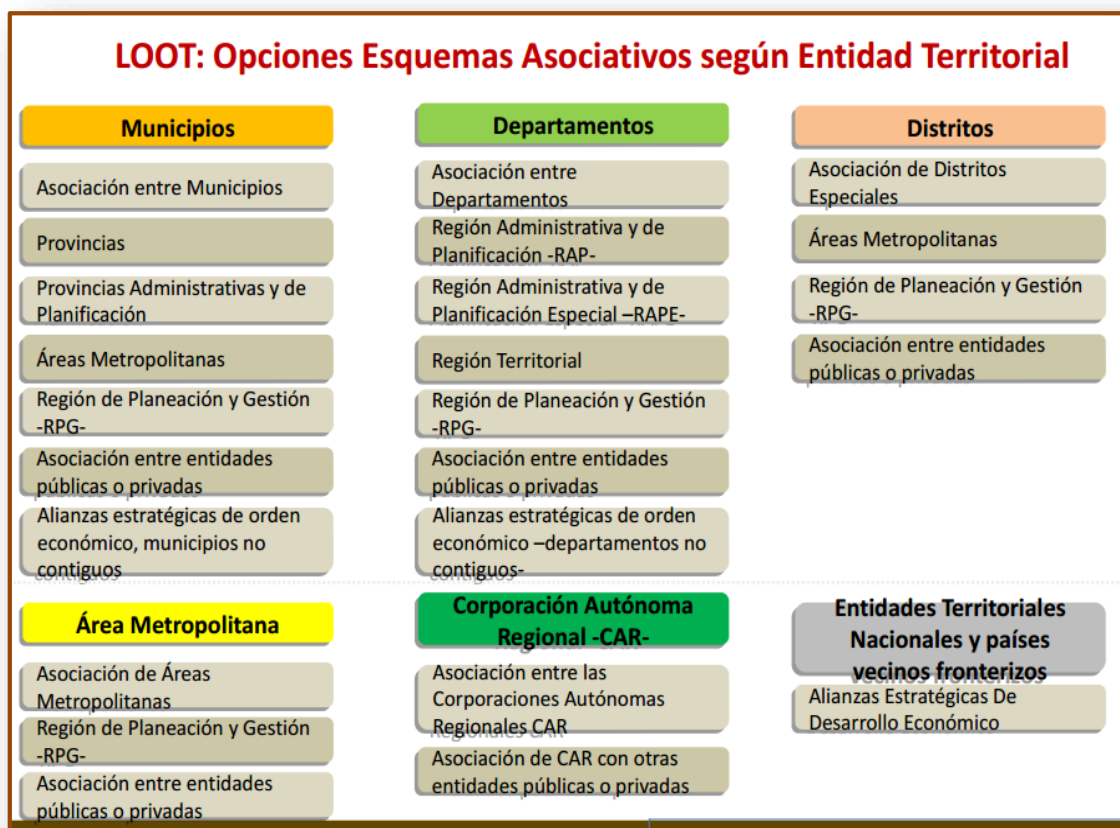 LOOT: Opciones Esquemas Asociativos según Entidad Territorial
Municipios
Asociación entre Municipios
Provincias
Provincias Administrativas y de
Planificación
Áreas Metropolitanas
Región de Planeación y Gestión
-RPG-
Asociación entre entidades
públicas o privadas
Alianzas estratégicas de orden
económico, municipios no
contiguos
Departamentos
Asociación entre
Departamentos
Región Administrativa y de
Planificación -RAP-
Región Administrativa y de
Planificación Especial –RAPE-
Región Territorial
Región de Planeación y Gestión
-RPG-
Asociación entre entidades
públicas o privadas
Alianzas estratégicas de orden
económico –departamentos no
contiguos-
Distritos
Asociación de Distritos
Especiales
Áreas Metropolitanas
Región de Planeación y Gestión
-RPG-
Asociación entre entidades
públicas o privadas
Área Metropolitana
Asociación de Áreas
Metropolitanas
Región de Planeación y Gestión
-RPG-
Asociación entre entidades
públicas o privadas
Corporación Autónoma
Regional -CAR-
Asociación entre las
Corporaciones Autónomas
Regionales CAR
Asociación de CAR con otras
entidades públicas o privadas
Entidades Territoriales
Nacionales y países
vecinos fronterizos
Alianzas Estratégicas De
Desarrollo Económico